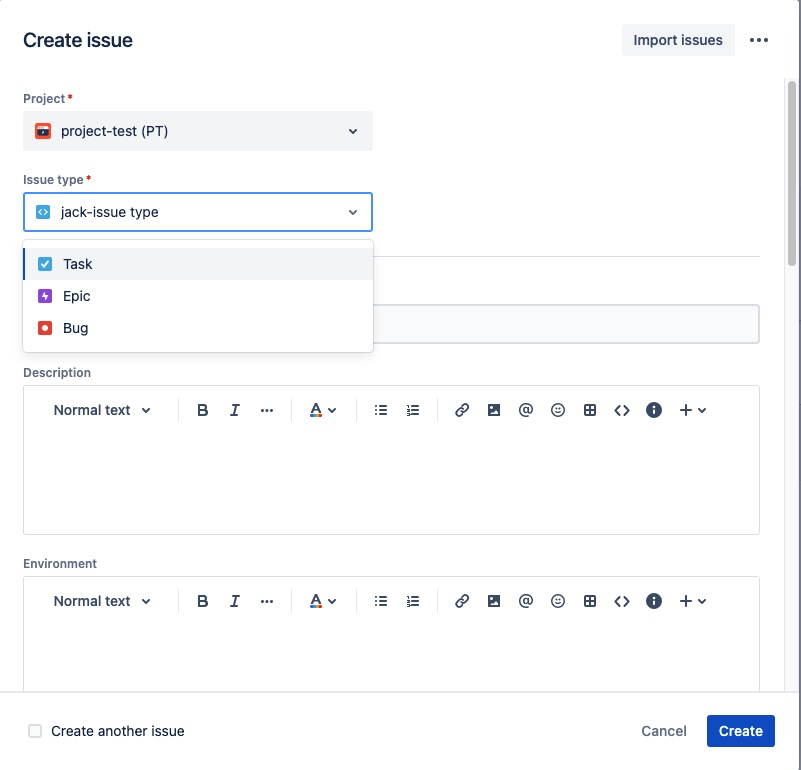 Create issue
Import issues
Project *
project-test (PT)
Issue type *
jack-issue type
Task
Epic
Bug
Description
Normal text
B I A @
Environment
Normal text
B I A @
Create another issue
Cancel
Create